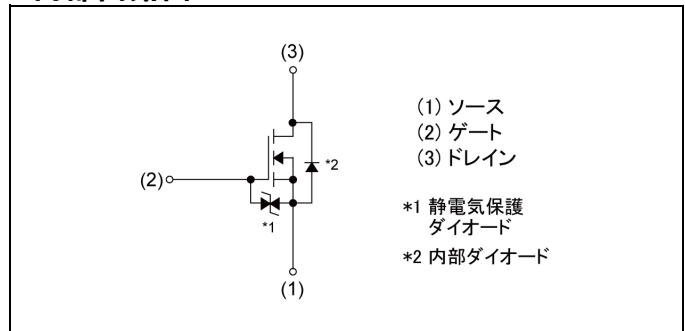 (3)
(2)
*2
*1
(1)
(1) ソース
(2) ゲート
(3) ドレイン
*1 静電気保護
ダイオード
*2 内部ダイオード